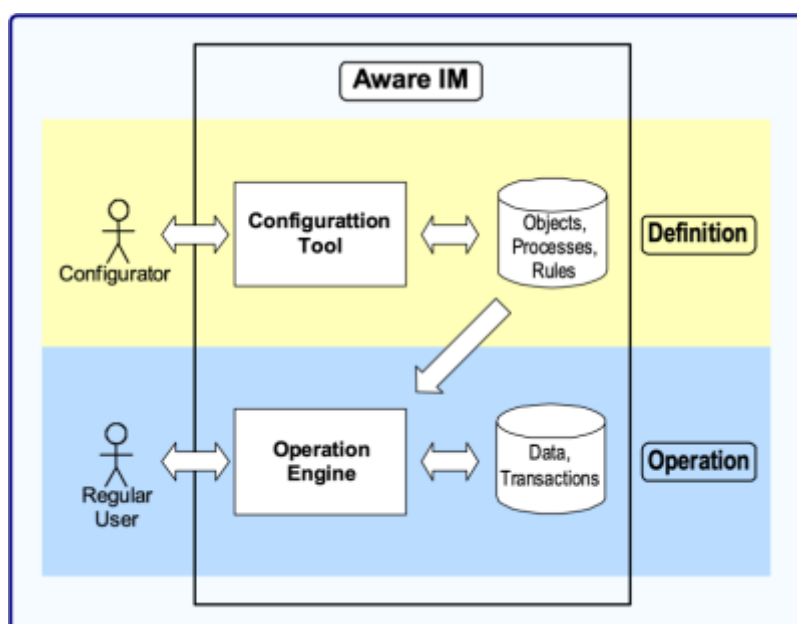 Aware IM
Configurattion
Tool
Objects,
Processes,
Rules
Definition
Configurator
Operation
Engine
Data,
Transactions
Operation
Regular
User